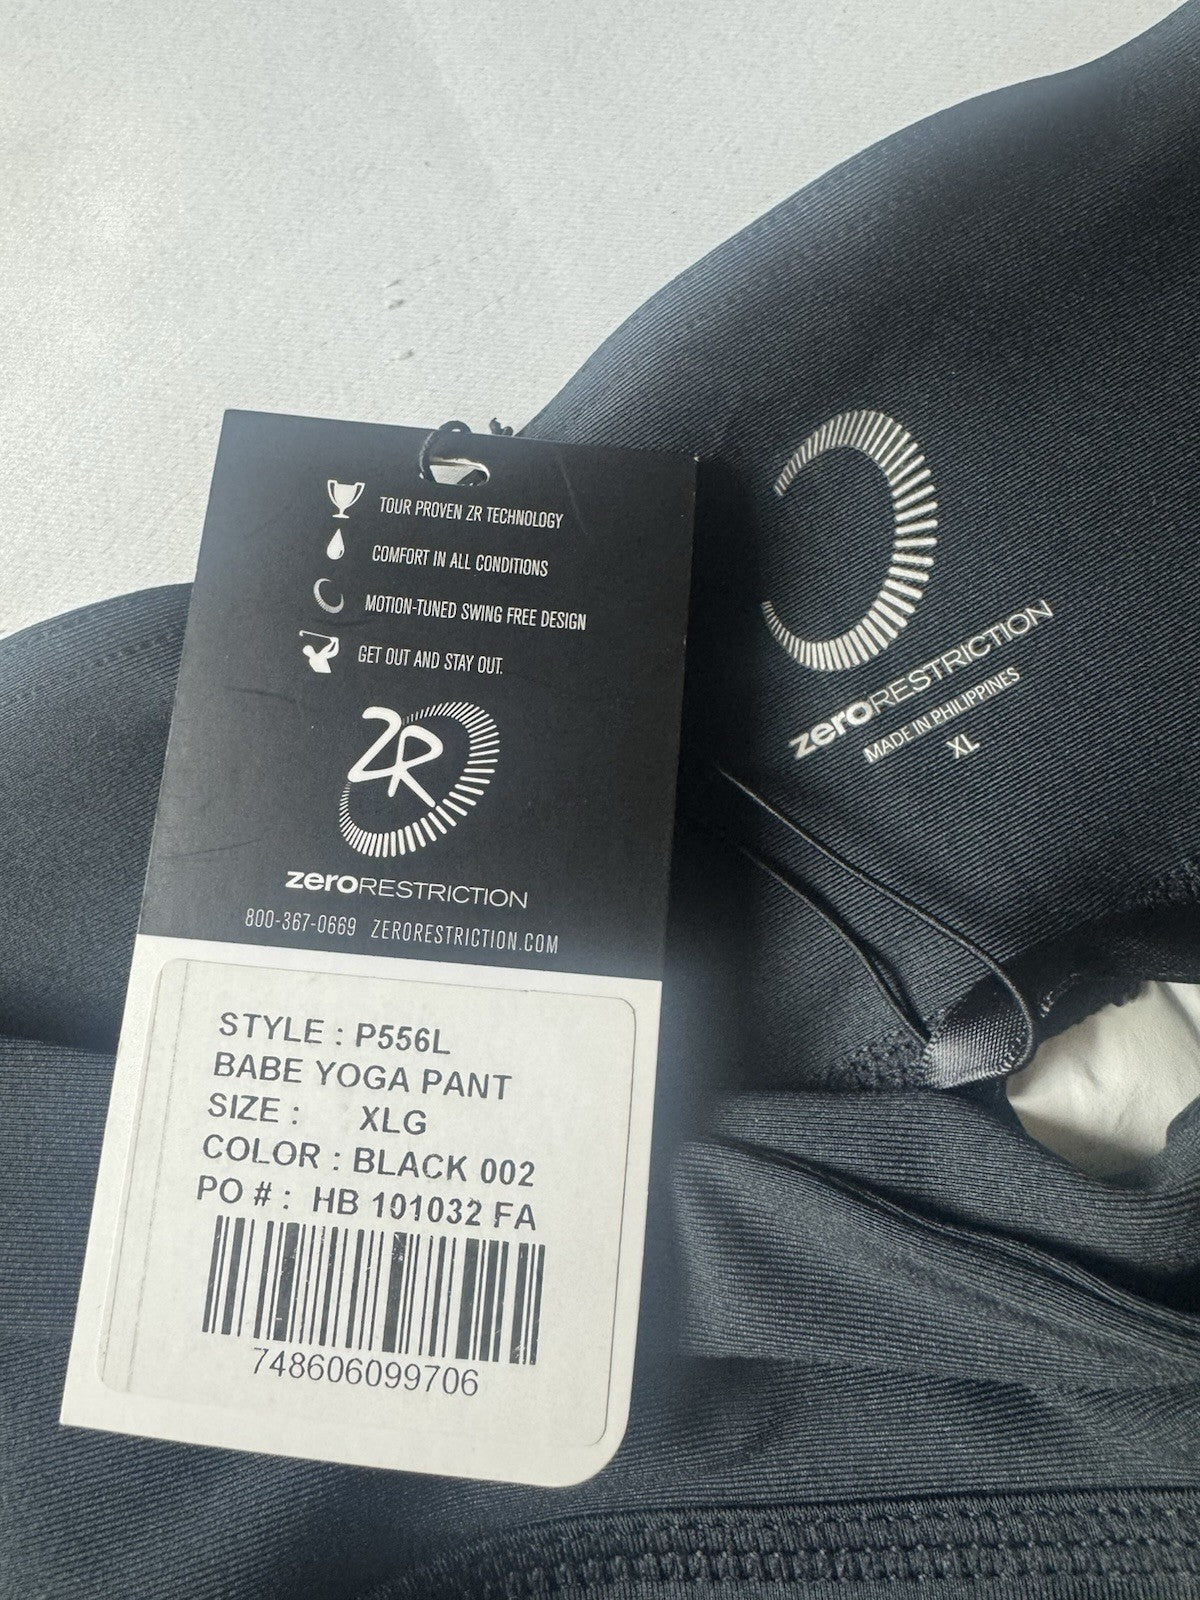 TOUR PROVEN ZR TECHNOLOGY
COMFORT IN ALL CONDITIONS
MOTION-TUNED SWING FREE DESIGN
GET OUT AND STAY OUT.
ZR
zeroRESTRICTION
800-367-0669 ZERORESTRICTION.COM
STYLE : P556L
BABE YOGA PANT
SIZE : XLG
COLOR : BLACK 002
PO # : HB 101032 FA
748606099706
zeroRESTRICTION
MADE IN PHILIPPINES
XL